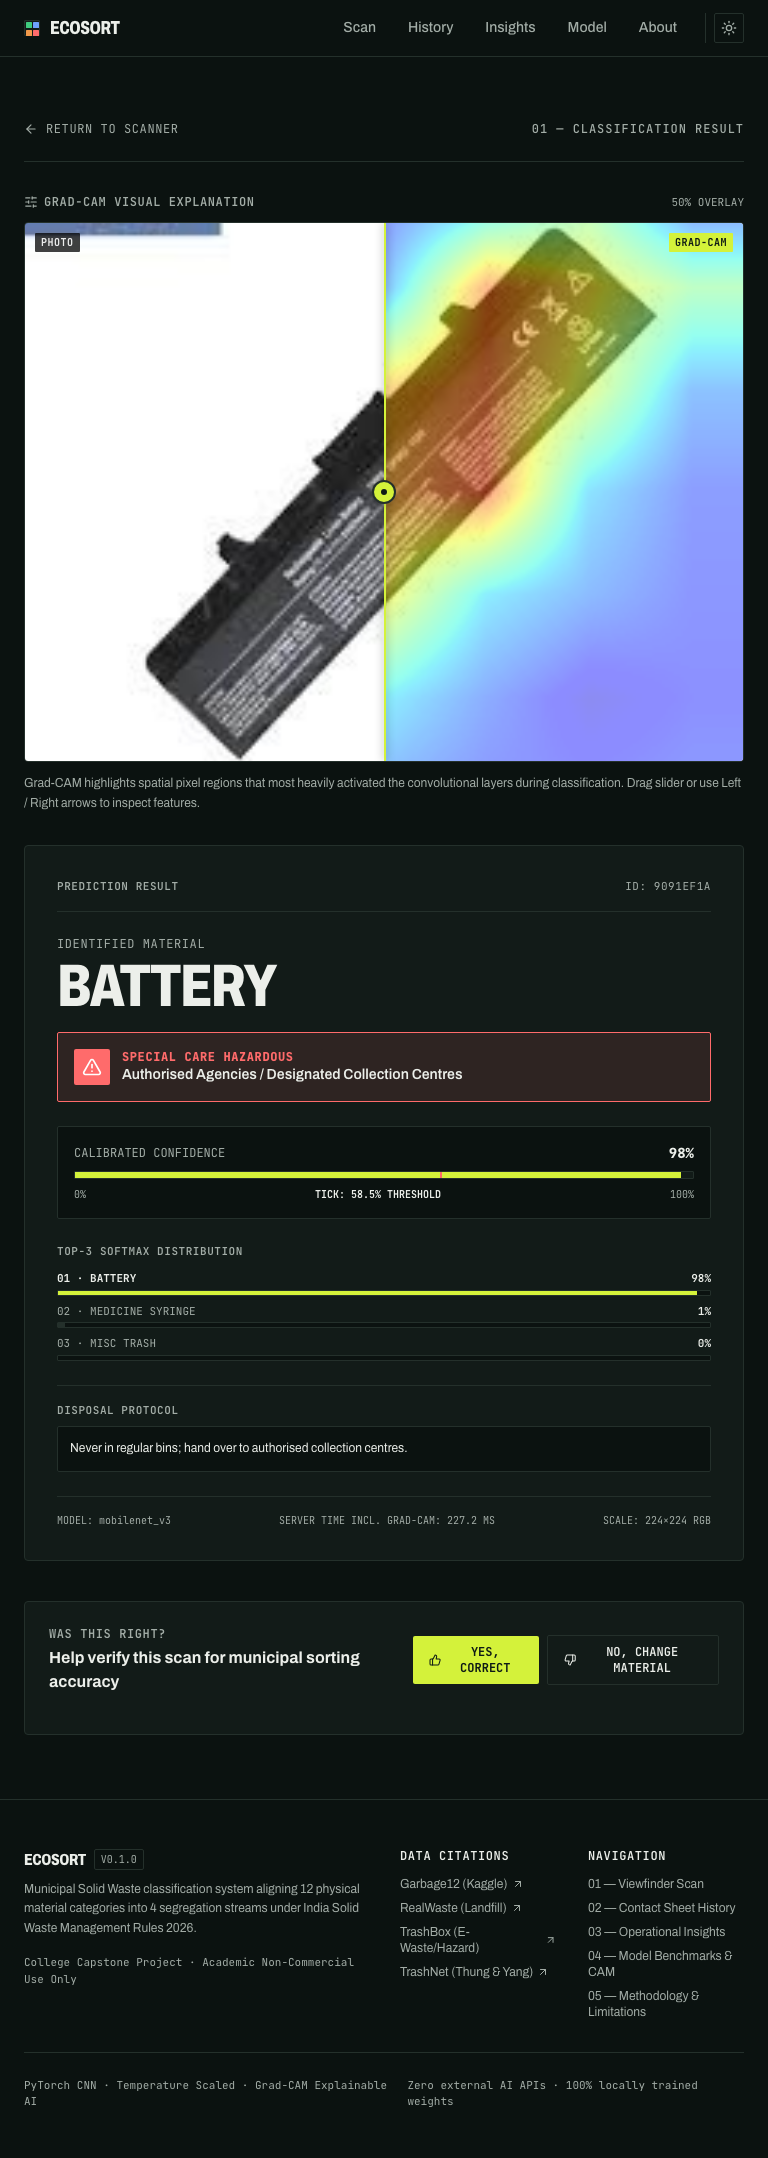 ECOSORT
Scan
History
Insights
Model
About
RETURN TO SCANNER
01 — CLASSIFICATION RESULT
GRAD-CAM VISUAL EXPLANATION
50% OVERLAY
PHOTO
GRAD-CAM
CE
Grad-CAM highlights spatial pixel regions that most heavily activated the convolutional layers during classification. Drag slider or use Left
/ Right arrows to inspect features.
PREDICTION RESULT
ID: 9091EF1A
IDENTIFIED MATERIAL
BATTERY
SPECIAL CARE HAZARDOUS
Authorised Agencies / Designated Collection Centres
CALIBRATED CONFIDENCE
98%
0%
TICK: 58.5% THRESHOLD
100%
TOP-3 SOFTMAX DISTRIBUTION
01 · BATTERY
98%
02 · MEDICINE SYRINGE
1%
03 · MISC TRASH
0%
DISPOSAL PROTOCOL
Never in regular bins; hand over to authorised collection centres.
MODEL: mobilenet_v3
SERVER TIME INCL. GRAD-CAM: 227.2 MS
SCALE: 224×224 RGB
WAS THIS RIGHT?
Help verify this scan for municipal sorting
accuracy
YES,
CORRECT
NO, CHANGE
MATERIAL
ECOSORT
V0.1.0
Municipal Solid Waste classification system aligning 12 physical
material categories into 4 segregation streams under India Solid
Waste Management Rules 2026.
College Capstone Project · Academic Non-Commercial
Use Only
DATA CITATIONS
Garbage12 (Kaggle)
RealWaste (Landfill)
TrashBox (E-
Waste/Hazard)
TrashNet (Thung & Yang)
NAVIGATION
01 — Viewfinder Scan
02 — Contact Sheet History
03 — Operational Insights
04 — Model Benchmarks &
CAM
05 — Methodology &
Limitations
PyTorch CNN · Temperature Scaled · Grad-CAM Explainable
AI
Zero external AI APIs · 100% locally trained
weights